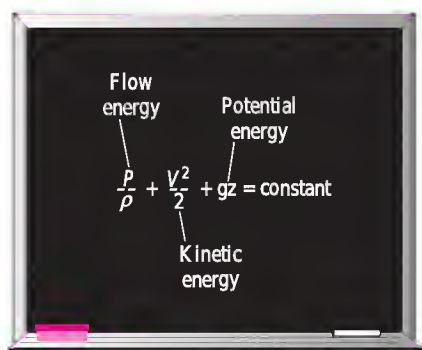 Flow
energy
Potential
energy
P/ρ + V²/2 + gz = constant
Kinetic
energy